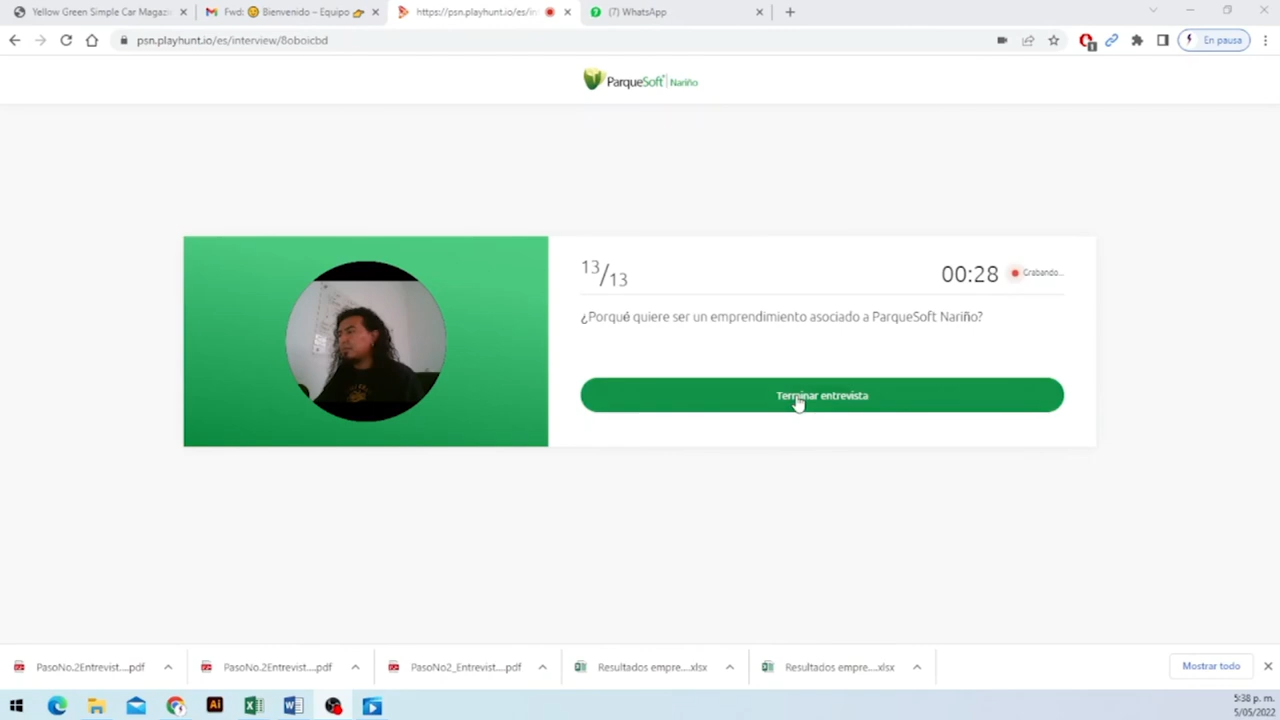 Yellow Green Simple Car Magazi
Fwd: 😉 Bienvenido – Equipo 👉
https://psn.playhunt.io/es/in
(7) WhatsApp
psn.playhunt.io/es/interview/8oboicbd
1
En pausa
ParqueSoft | Nariño
13/13
00:28
Grabando...
¿Porqué quiere ser un emprendimiento asociado a ParqueSoft Nariño?
Terminar entrevista
PasoNo.2Entrevist....pdf
PasoNo.2Entrevist....pdf
PasoNo2_Entrevist....pdf
Resultados empre....xlsx
Resultados empre....xlsx
Mostrar todo
Ai
5:38 p. m.
5/05/2022